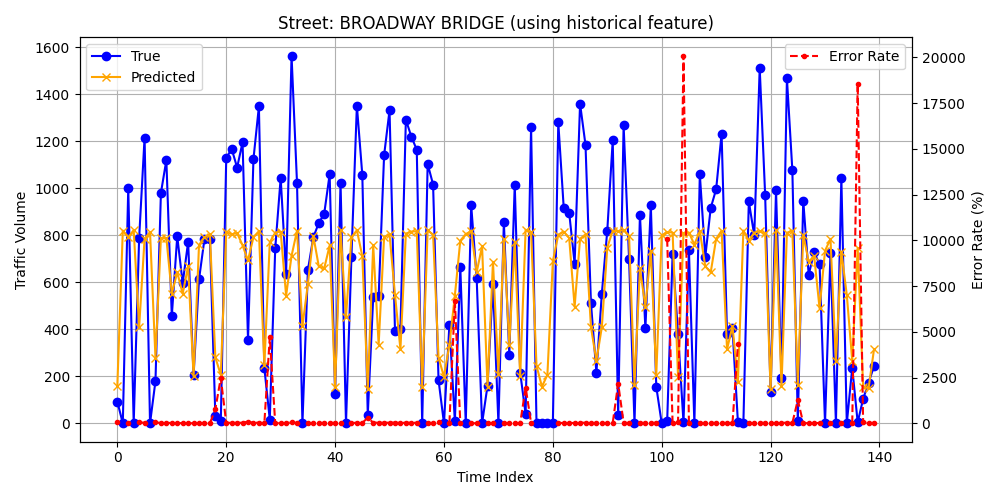 Street: BROADWAY BRIDGE (using historical feature)
True
Predicted
Error Rate
Traffic Volume
1600
1400
1200
1000
800
600
400
200
0
Error Rate (%)
20000
17500
15000
12500
10000
7500
5000
2500
0
0 20 40 60 80 100 120 140
Time Index